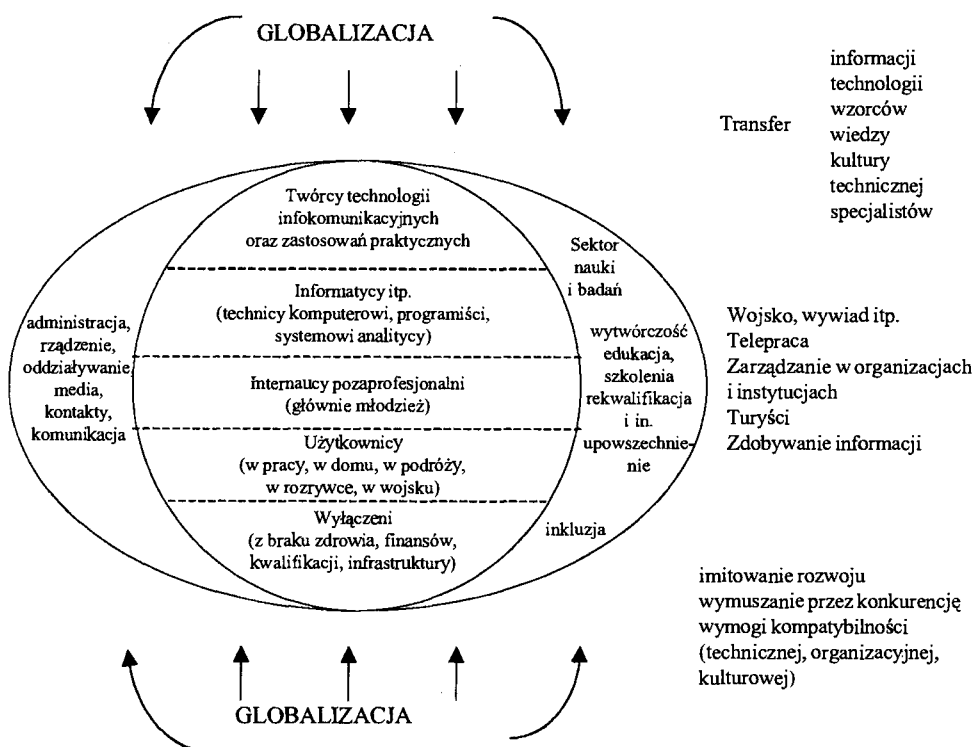 GLOBALIZACJA
Transfer
informacji
technologii
wzorców
wiedzy
kultury
technicznej
specjalistów
Twórcy technologii
infokomunikacyjnych
oraz zastosowań praktycznych
Informatycy itp.
(technicy komputerowi, programiści,
systemowi analitycy)
Internaucy pozaprofesjonalni
(głównie młodzież)
Użytkownicy
(w pracy, w domu, w podróży,
w rozrywce, w wojsku)
Wyłączeni
(z braku zdrowia, finansów,
kwalifikacji, infrastruktury)
administracja,
rządzenie,
oddziaływanie,
media,
kontakty,
komunikacja
Sektor
nauki
i badań
wytwórczość
edukacja,
szkolenia
rekwalifikacja
i in.
upowszechnie-
nie
inkluzja
Wojsko, wywiad itp.
Telepraca
Zarządzanie w organizacjach
i instytucjach
Turyści
Zdobywanie informacji
imitowanie rozwoju
wymuszanie przez konkurencję
wymogi kompatybilności
(technicznej, organizacyjnej,
kulturowej)
GLOBALIZACJA